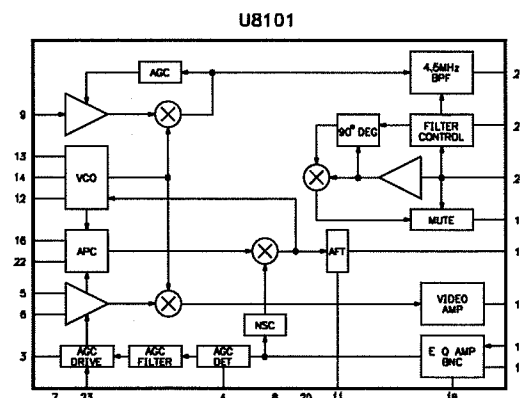 U8101
AGC
4.5MHz
BPF
9
90° DEG
FILTER
CONTROL
13
14
VCO
12
MUTE
16
APC
22
AFT
5
6
VIDEO
AMP
NSC
3
AGC
DRIVE
AGC
FILTER
AGC
DET
E Q AMP
BNC
7
23
4
8
20
11
19